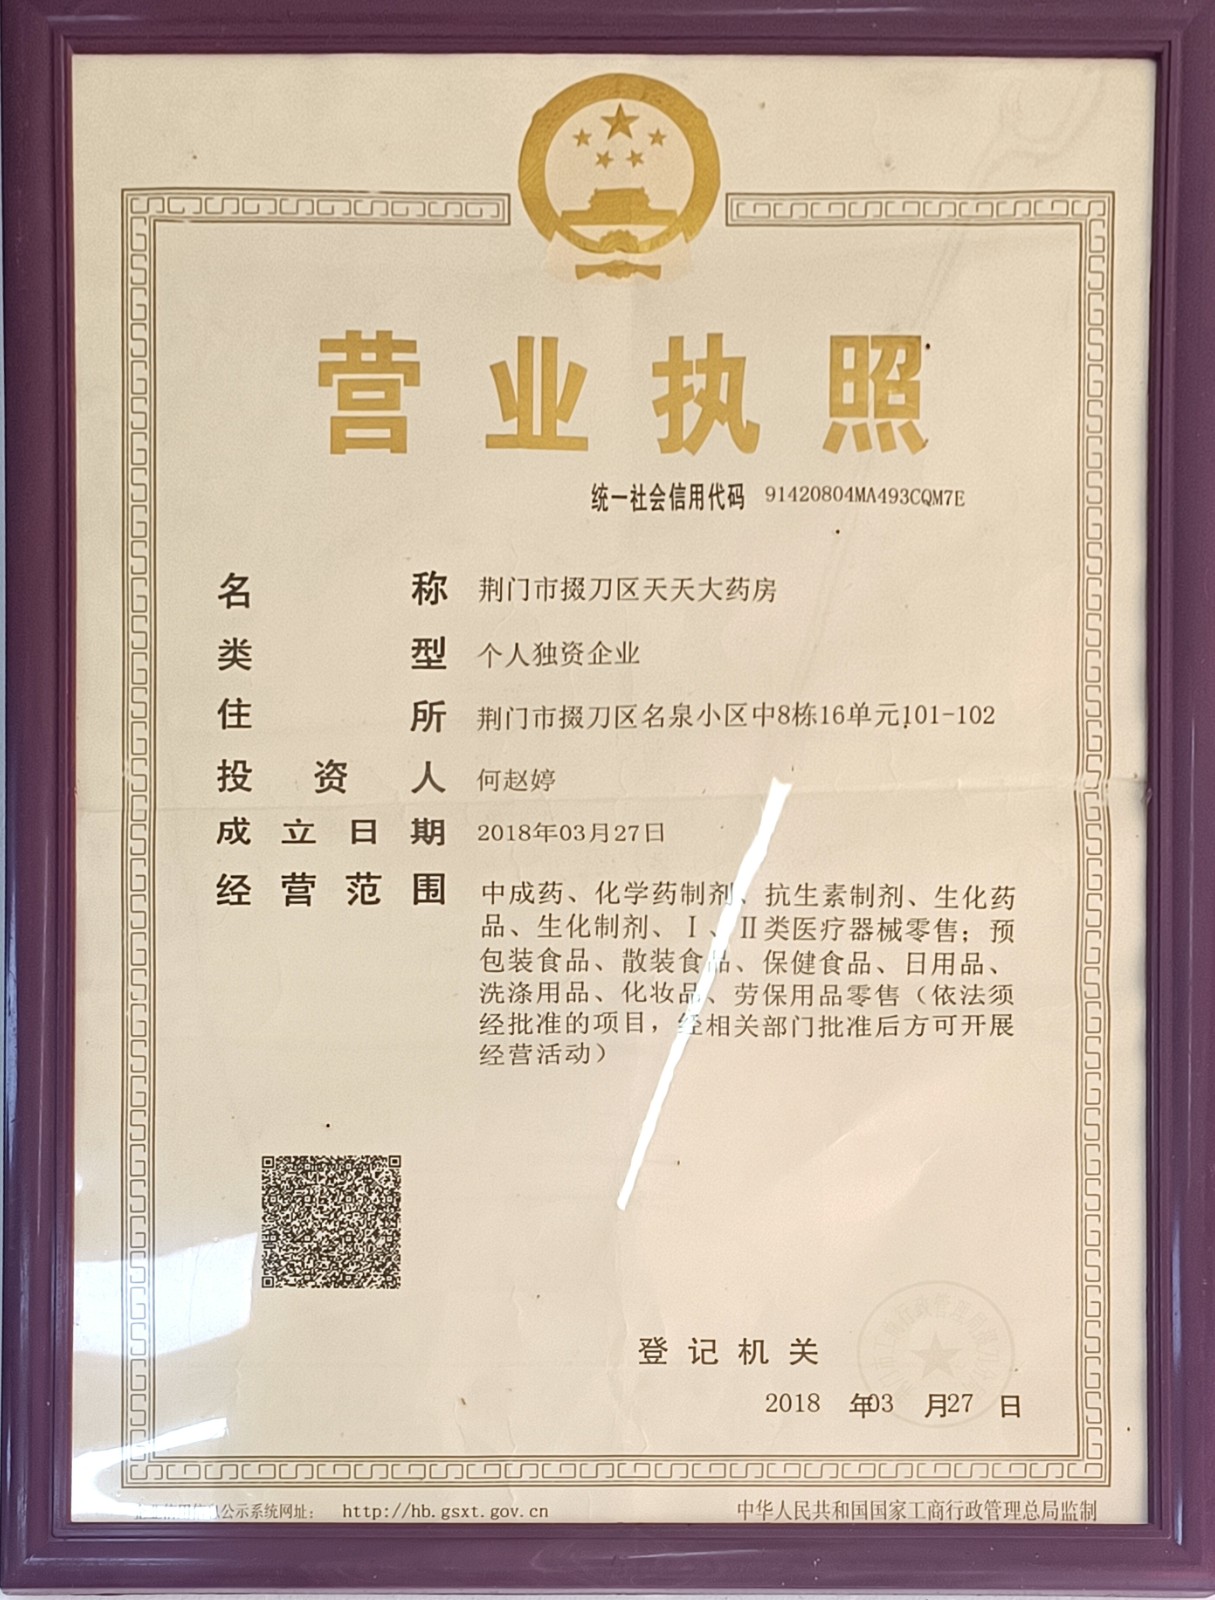 营业执照
统一社会信用代码 91420804MA493CQM7E
名称 荆门市掇刀区天天大药房
类型 个人独资企业
住所 荆门市掇刀区名泉小区中8栋16单元101-102
投资人 何赵婷
成立日期 2018年03月27日
经营范围 中成药、化学药制剂、抗生素制剂、生化药
品、生化制剂、Ⅰ、Ⅱ类医疗器械零售；预
包装食品、散装食品、保健食品、日用品、
洗涤用品、化妆品、劳保用品零售（依法须
经批准的项目，经相关部门批准后方可开展
经营活动）
登记机关
2018 年03 月27 日
企业信用信息公示系统网址： http://hb.gsxt.gov.cn
中华人民共和国国家工商行政管理总局监制